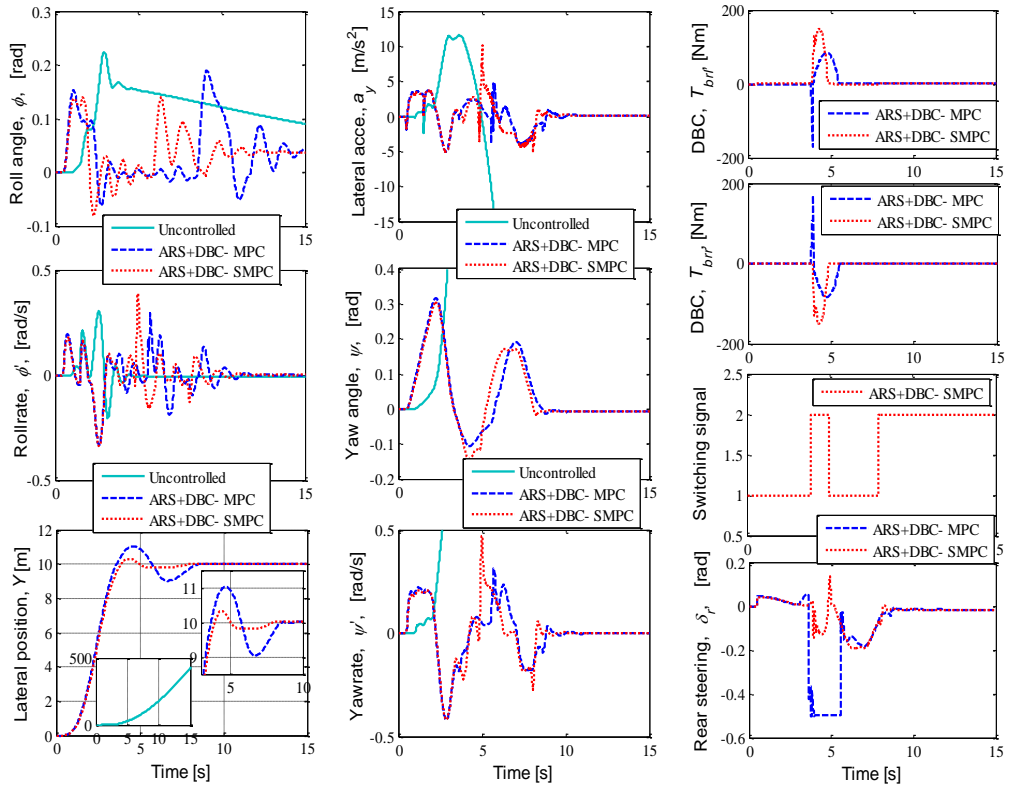 Roll angle, ϕ, [rad]
0.3
0.2
0.1
0
-0.1
0
15
Uncontrolled
ARS+DBC- MPC
ARS+DBC- SMPC
Rollrate, ϕ', [rad/s]
0.5
0
-0.5
0
15
Uncontrolled
ARS+DBC- MPC
ARS+DBC- SMPC
Lateral position, Y [m]
12
10
8
6
4
2
0
0
5
10
15
11
10
9
5
10
500
0
0
5
10
15
Time [s]
Lateral acce, a_y [m/s²]
15
10
5
0
-5
-10
15
0
15
Uncontrolled
ARS+DBC- MPC
ARS+DBC- SMPC
Yaw angle, ψ, [rad]
0.4
0.3
0.2
0.1
0
-0.1
-0.2
0
15
Uncontrolled
ARS+DBC- MPC
ARS+DBC- SMPC
Yawrate, ψ', [rad/s]
0.5
0
-0.5
0
5
10
15
Time [s]
DBC, T_brl, [Nm]
200
0
-200
0
5
10
15
ARS+DBC- MPC
ARS+DBC- SMPC
DBC, T_brr, [Nm]
200
0
-200
0
5
10
15
ARS+DBC- MPC
ARS+DBC- SMPC
Switching signal
2.5
2
1.5
1
0.5
0
15
ARS+DBC- SMPC
ARS+DBC- MPC
ARS+DBC- SMPC
Rear steering, δ_r, [rad]
0.2
0
-0.2
-0.4
-0.6
0
5
10
15
Time [s]